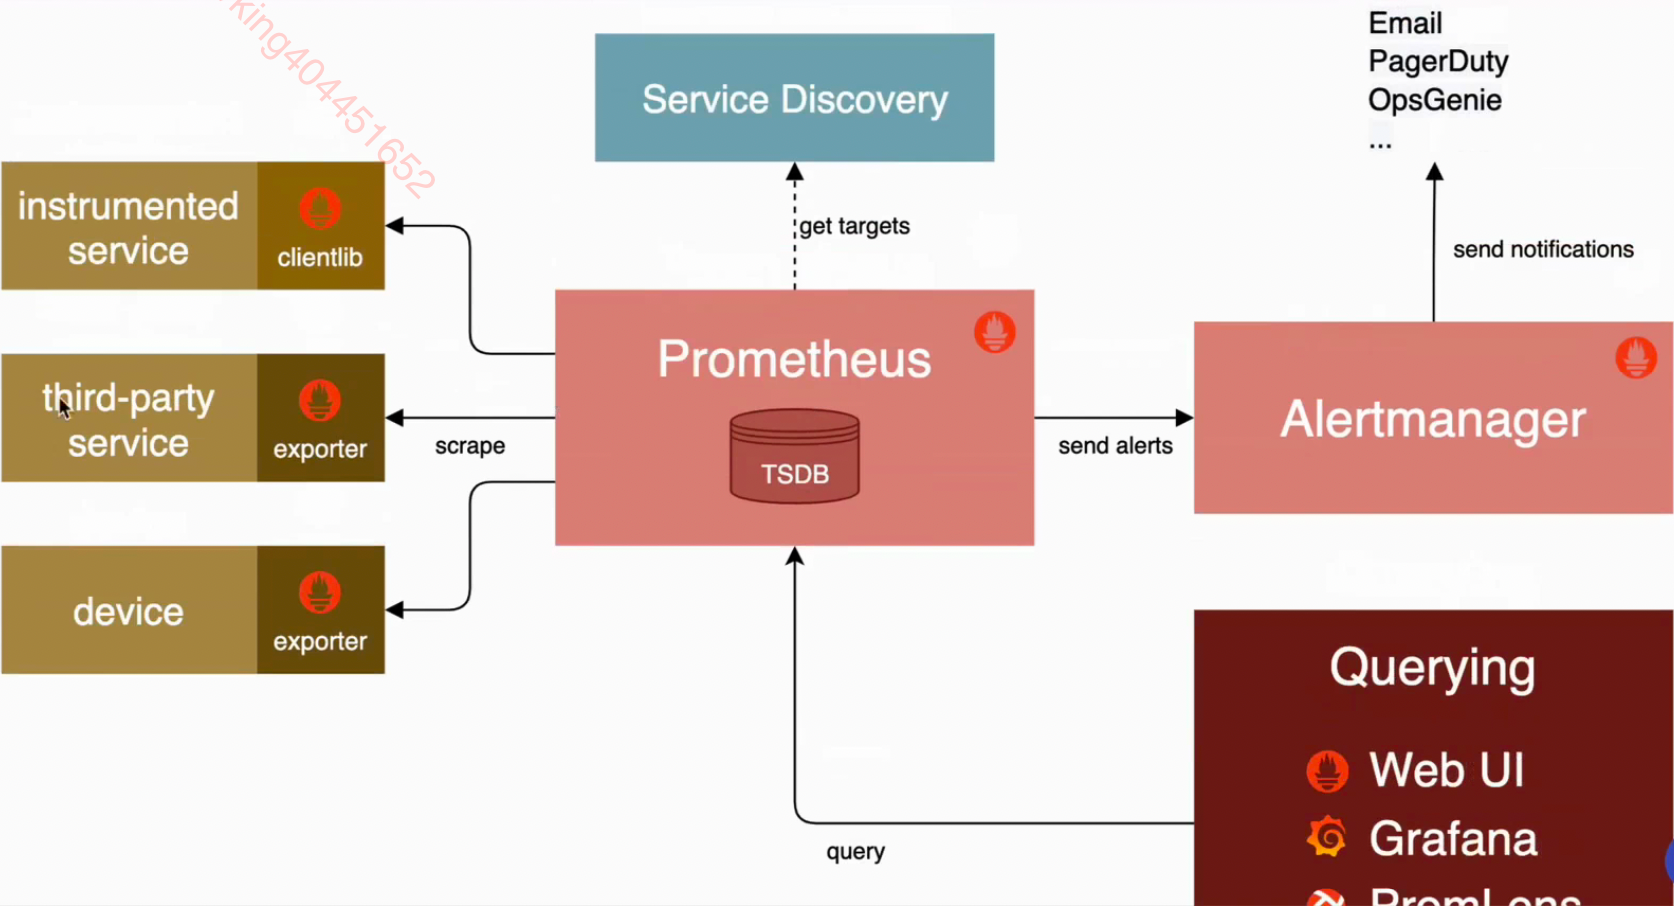 Email
PagerDuty
OpsGenie
...
king404451652
Service Discovery
instrumented
service
clientlib
get targets
send notifications
Prometheus
TSDB
third-party
service
exporter
scrape
send alerts
Alertmanager
device
exporter
Querying
Web UI
Grafana
PromLens
query